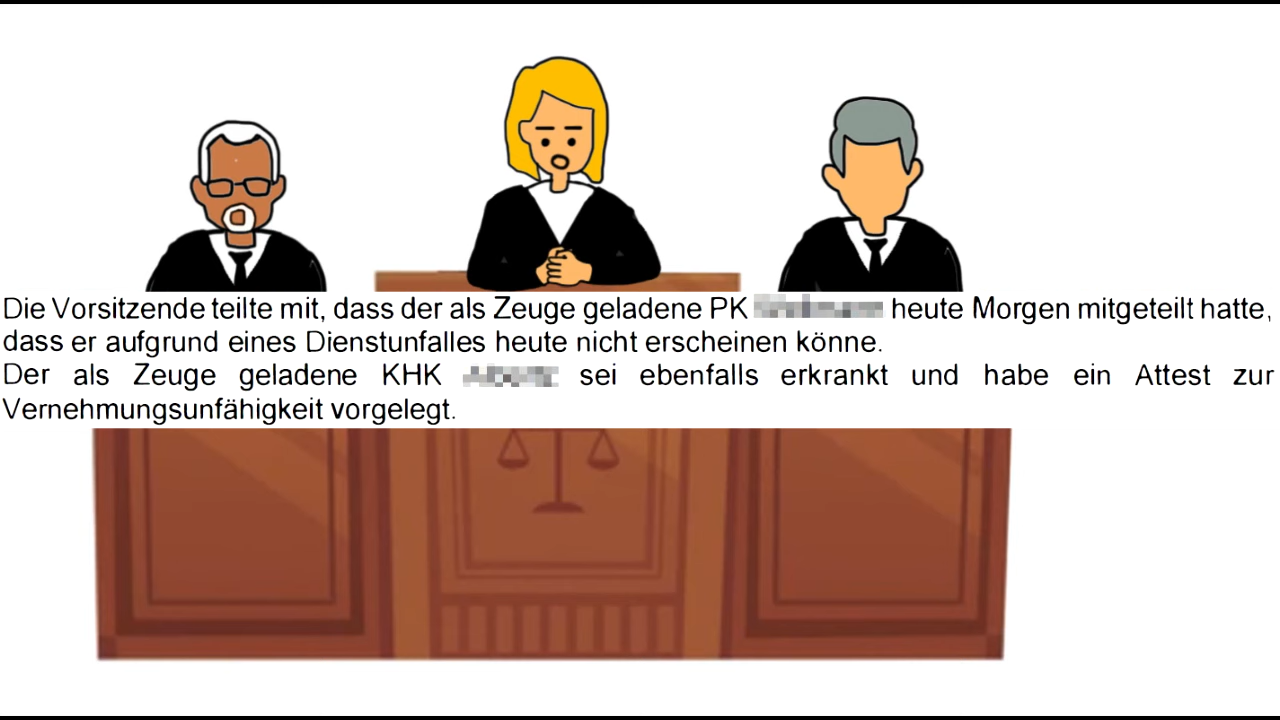 Die Vorsitzende teilte mit, dass der als Zeuge geladene PK heute Morgen mitgeteilt hatte,
dass er aufgrund eines Dienstunfalles heute nicht erscheinen könne.
Der als Zeuge geladene KHK sei ebenfalls erkrankt und habe ein Attest zur
Vernehmungsunfähigkeit vorgelegt.